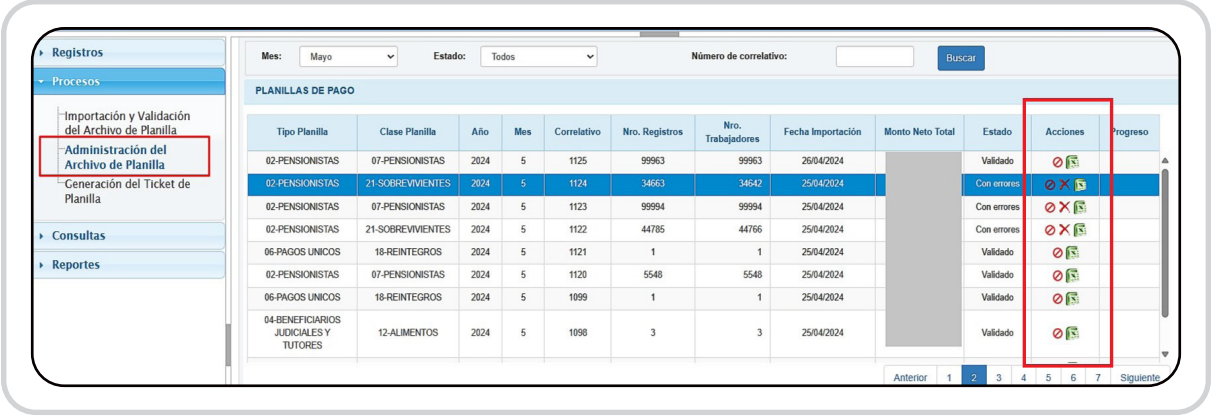 Registros
Procesos
Importación y Validación
del Archivo de Planilla
Administración del
Archivo de Planilla
Generación del Ticket de
Planilla
Consultas
Reportes
Mes: Mayo Estado: Todos Número de correlativo: Buscar
PLANILLAS DE PAGO
Tipo Planilla Clase Planilla Año Mes Correlativo Nro. Registros Nro. Trabajadores Fecha Importación Monto Neto Total Estado Acciones Progreso
02-PENSIONISTAS 07-PENSIONISTAS 2024 5 1125 99963 99963 26/04/2024 Validado
02-PENSIONISTAS 21-SOBREVIVIENTES 2024 5 1124 34663 34642 25/04/2024 Con errores
02-PENSIONISTAS 07-PENSIONISTAS 2024 5 1123 99994 99994 25/04/2024 Con errores
02-PENSIONISTAS 21-SOBREVIVIENTES 2024 5 1122 44785 44766 25/04/2024 Con errores
06-PAGOS UNICOS 18-REINTEGROS 2024 5 1121 1 1 25/04/2024 Validado
02-PENSIONISTAS 07-PENSIONISTAS 2024 5 1120 5548 5548 25/04/2024 Validado
06-PAGOS UNICOS 18-REINTEGROS 2024 5 1099 1 1 25/04/2024 Validado
04-BENEFICIARIOS JUDICIALES Y TUTORES 12-ALIMENTOS 2024 5 1098 3 3 25/04/2024 Validado
Anterior 1 2 3 4 5 6 7 Siguiente